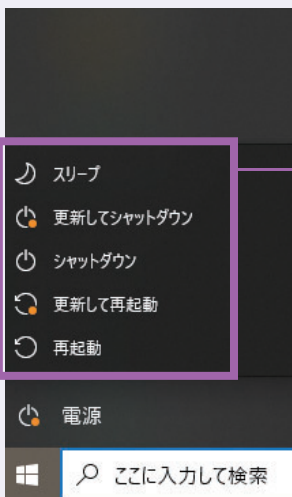 スリープ
更新してシャットダウン
シャットダウン
更新して再起動
再起動
電源
ここに入力して検索